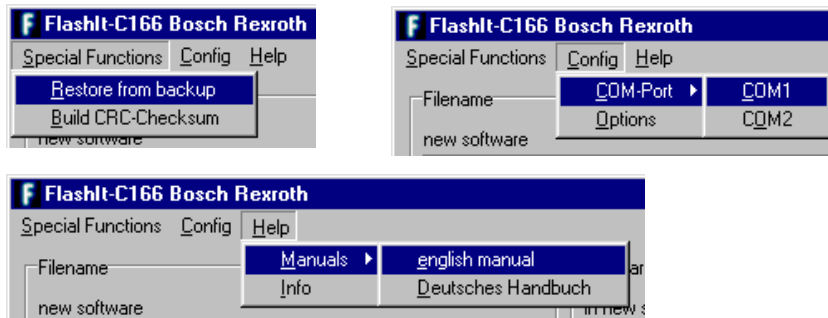 FlashIt-C166 Bosch Rexroth
Special Functions Config Help
Restore from backup
Build CRC-Checksum
new software
FlashIt-C166 Bosch Rexroth
Special Functions Config Help
Filename
COM-Port COM1
Options COM2
new software
FlashIt-C166 Bosch Rexroth
Special Functions Config Help
Filename
Manuals english manual
Info Deutsches Handbuch
new software in new